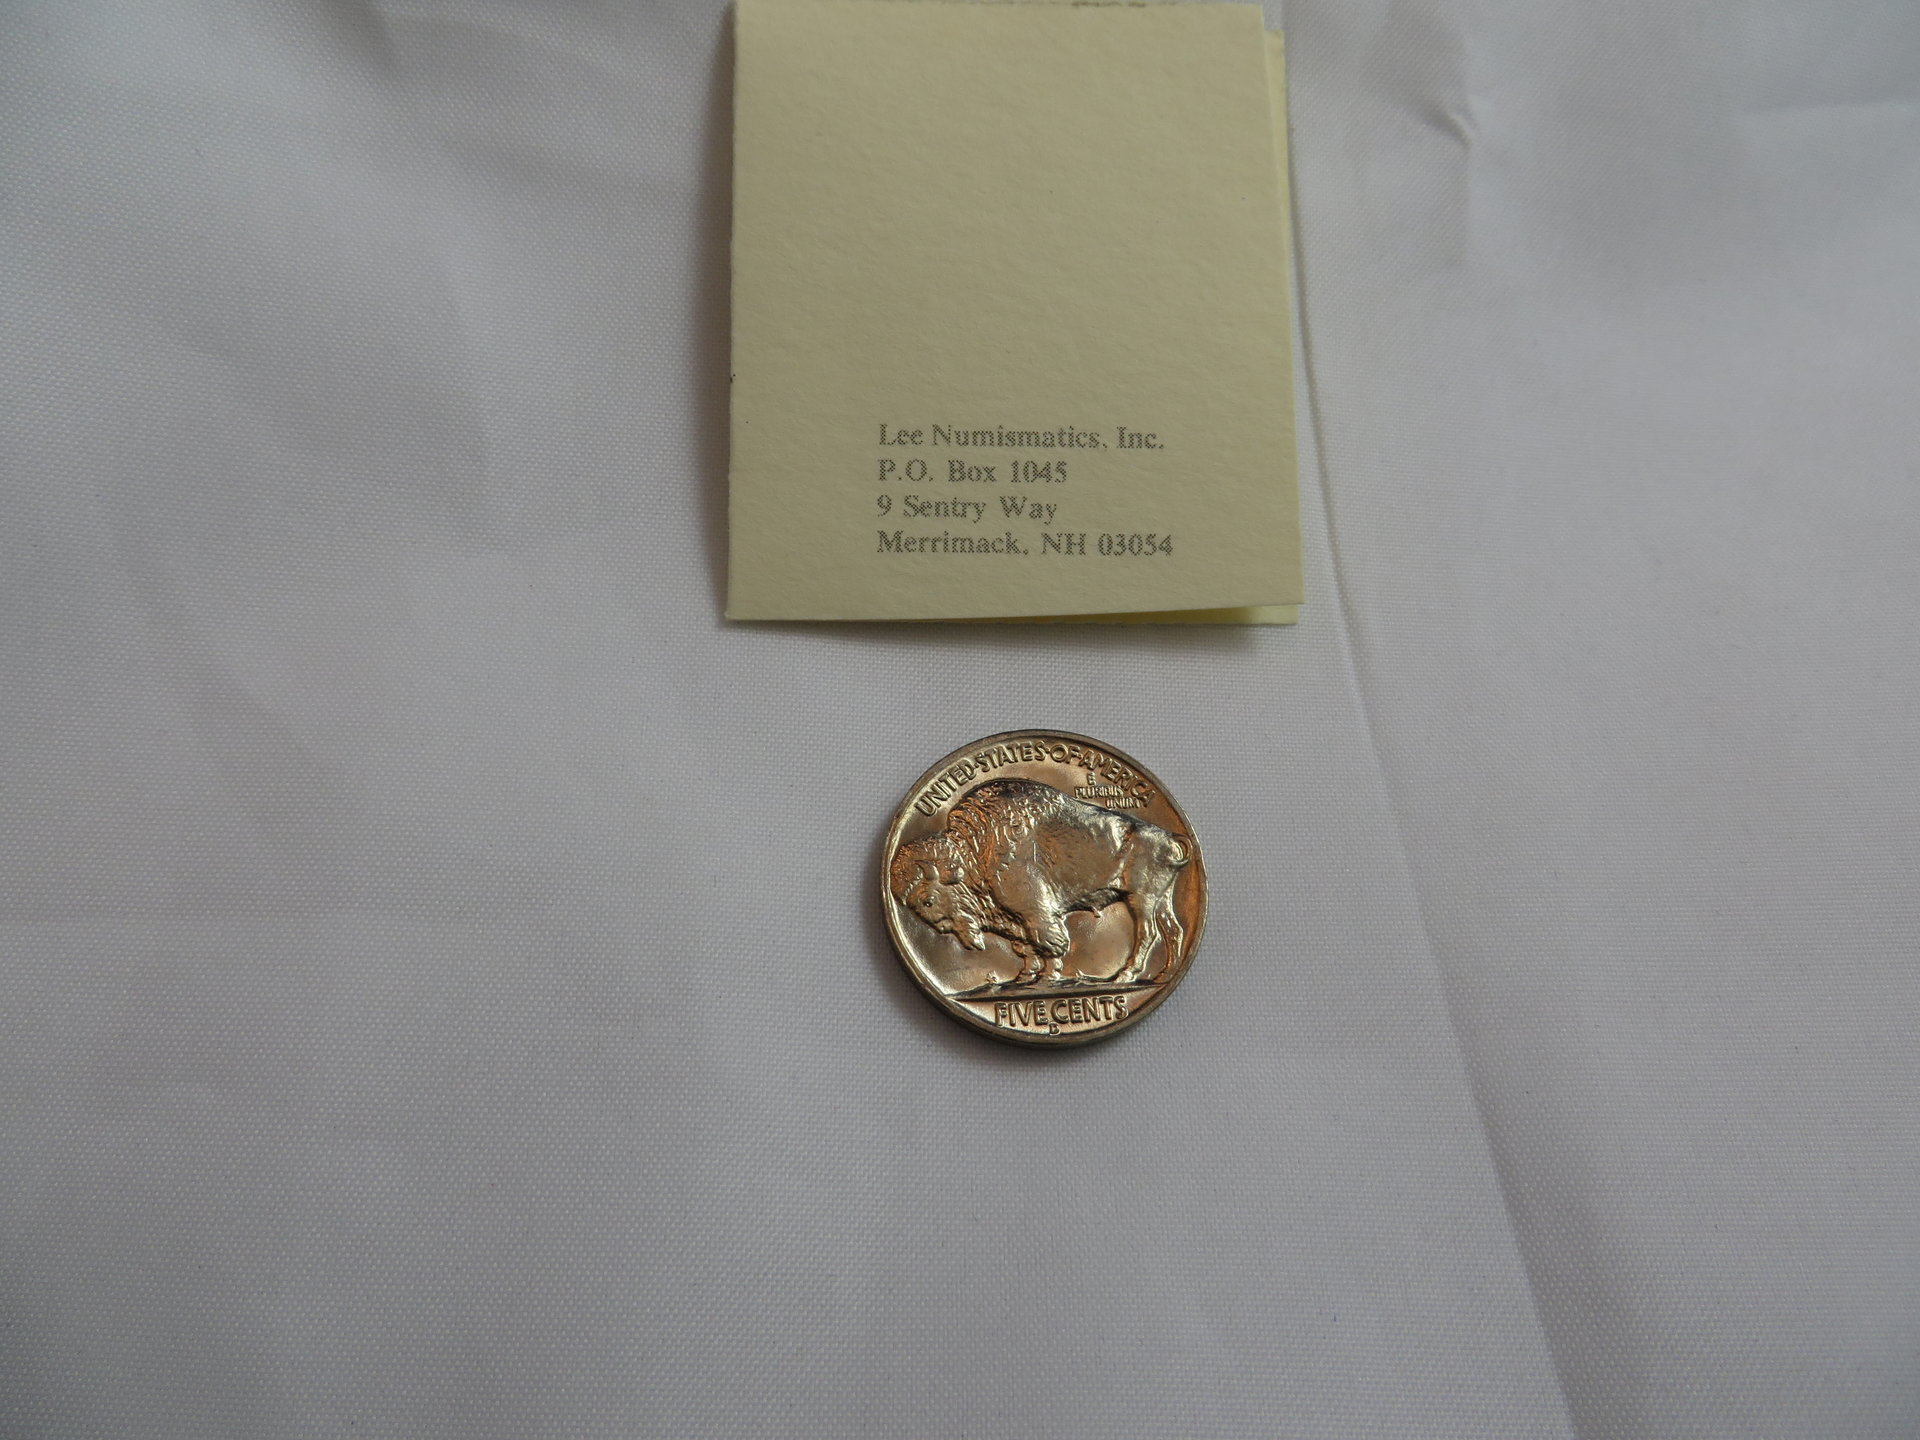 Lee Numismatics, Inc.
P.O. Box 1045
9 Sentry Way
Merrimack, NH 03054
UNITED·STATES·OF·AMERICA
E
PLURIBUS
UNUM
FIVE CENTS
D